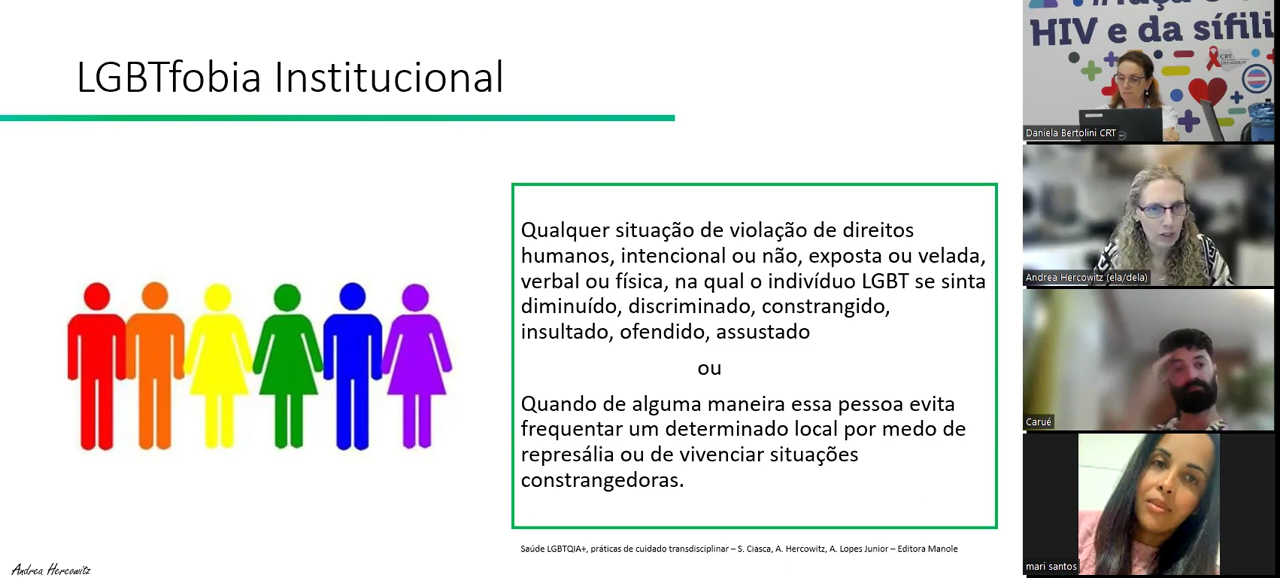 LGBTfobia Institucional
Qualquer situação de violação de direitos
humanos, intencional ou não, exposta ou velada,
verbal ou física, na qual o indivíduo LGBT se sinta
diminuído, discriminado, constrangido,
insultado, ofendido, assustado
ou
Quando de alguma maneira essa pessoa evita
frequentar um determinado local por medo de
represália ou de vivenciar situações
constrangedoras.
Saúde LGBTQIA+, práticas de cuidado transdisciplinar – S. Ciasca, A. Hercowitz, A. Lopes Junior – Editora Manole
Andrea Hercowitz
HIV e da sífili
CRT
Daniela Bertolini CRT
Andrea Hercowitz (ela/dela)
Carué
mari santos